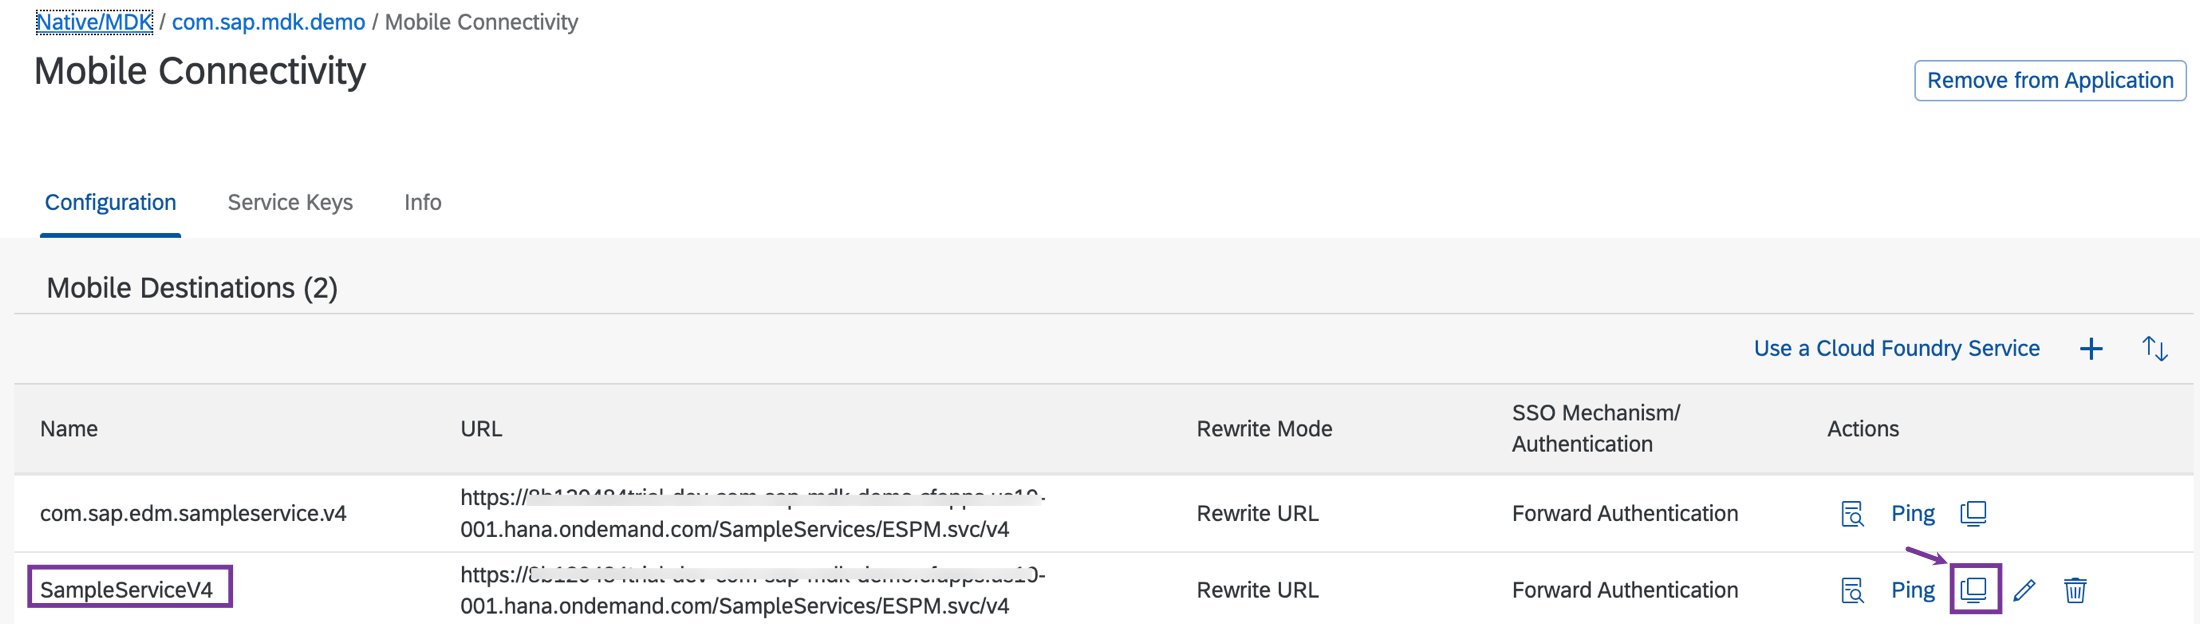 Native/MDK / com.sap.mdk.demo / Mobile Connectivity
Mobile Connectivity
Remove from Application
Configuration Service Keys Info
Mobile Destinations (2)
Use a Cloud Foundry Service
Name URL Rewrite Mode SSO Mechanism/
Authentication Actions
com.sap.edm.sampleservice.v4 https://
001.hana.ondemand.com/SampleServices/ESPM.svc/v4 Rewrite URL Forward Authentication Ping
SampleServiceV4 https://
001.hana.ondemand.com/SampleServices/ESPM.svc/v4 Rewrite URL Forward Authentication Ping